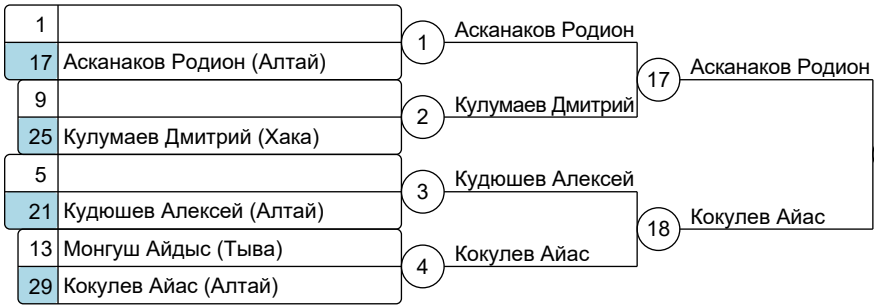 1
17 Асканаков Родион (Алтай)
9
25 Кулумаев Дмитрий (Хака)
5
21 Кудюшев Алексей (Алтай)
13 Монгуш Айдыс (Тыва)
29 Кокулев Айас (Алтай)
1 Асканаков Родион
2 Кулумаев Дмитрий
3 Кудюшев Алексей
4 Кокулев Айас
17 Асканаков Родион
18 Кокулев Айас